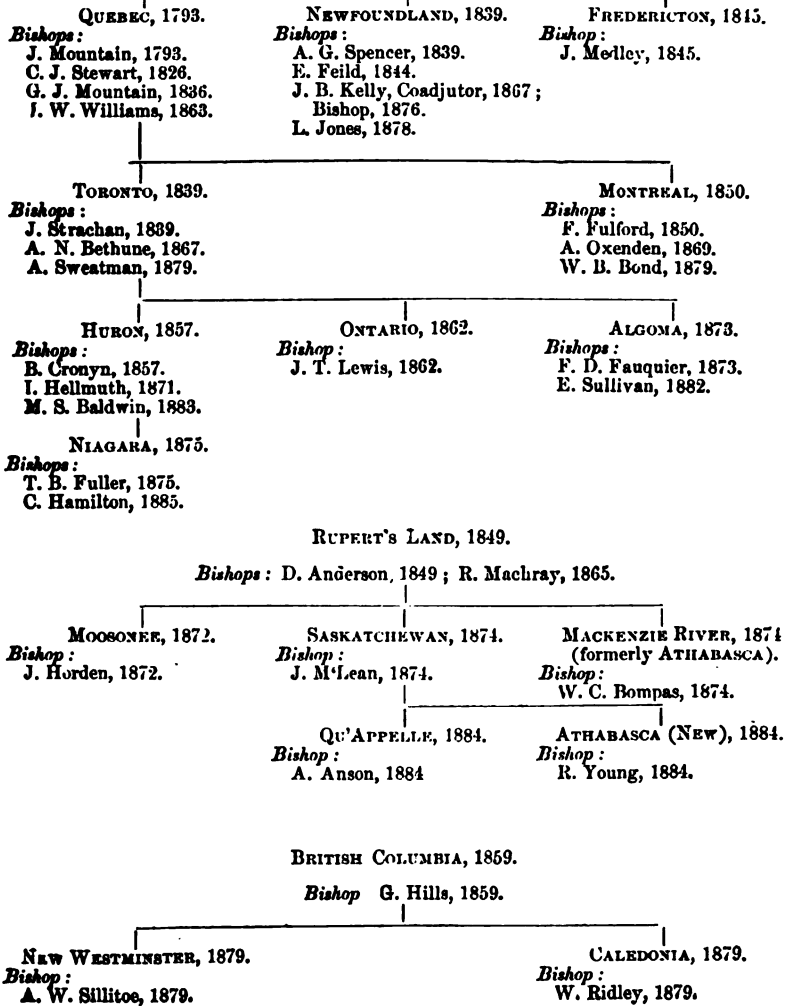 QUEBEC, 1793.
Bishops:
J. Mountain, 1793.
C. J. Stewart, 1826.
G. J. Mountain, 1836.
J. W. Williams, 1863.
NEWFOUNDLAND, 1839.
Bishops:
A. G. Spencer, 1839.
E. Feild, 1844.
J. B. Kelly, Coadjutor, 1867;
Bishop, 1876.
L. Jones, 1878.
FREDERICTON, 1845.
Bishop:
J. Medley, 1845.
TORONTO, 1839.
Bishops:
J. Strachan, 1839.
A. N. Bethune, 1867.
A. Sweatman, 1879.
MONTREAL, 1850.
Bishops:
F. Fulford, 1850.
A. Oxenden, 1869.
W. B. Bond, 1879.
HURON, 1857.
Bishops:
B. Cronyn, 1857.
I. Hellmuth, 1871.
M. S. Baldwin, 1883.
ONTARIO, 1862.
Bishop:
J. T. Lewis, 1862.
ALGOMA, 1873.
Bishops:
F. D. Fauquier, 1873.
E. Sullivan, 1882.
NIAGARA, 1875.
Bishops:
T. B. Fuller, 1875.
C. Hamilton, 1885.
RUPERT'S LAND, 1849.
Bishops: D. Anderson, 1849; R. Machray, 1865.
MOOSONEE, 1872.
Bishop:
J. Horden, 1872.
SASKATCHEWAN, 1874.
Bishop:
J. M'Lean, 1874.
MACKENZIE RIVER, 1874
(formerly ATHABASCA).
Bishop:
W. C. Bompas, 1874.
QU'APPELLE, 1884.
Bishop:
A. Anson, 1884
ATHABASCA (NEW), 1884.
Bishop:
R. Young, 1884.
BRITISH COLUMBIA, 1859.
Bishop G. Hills, 1859.
NEW WESTMINSTER, 1879.
Bishop:
A. W. Sillitoe, 1879.
CALEDONIA, 1879.
Bishop:
W. Ridley, 1879.